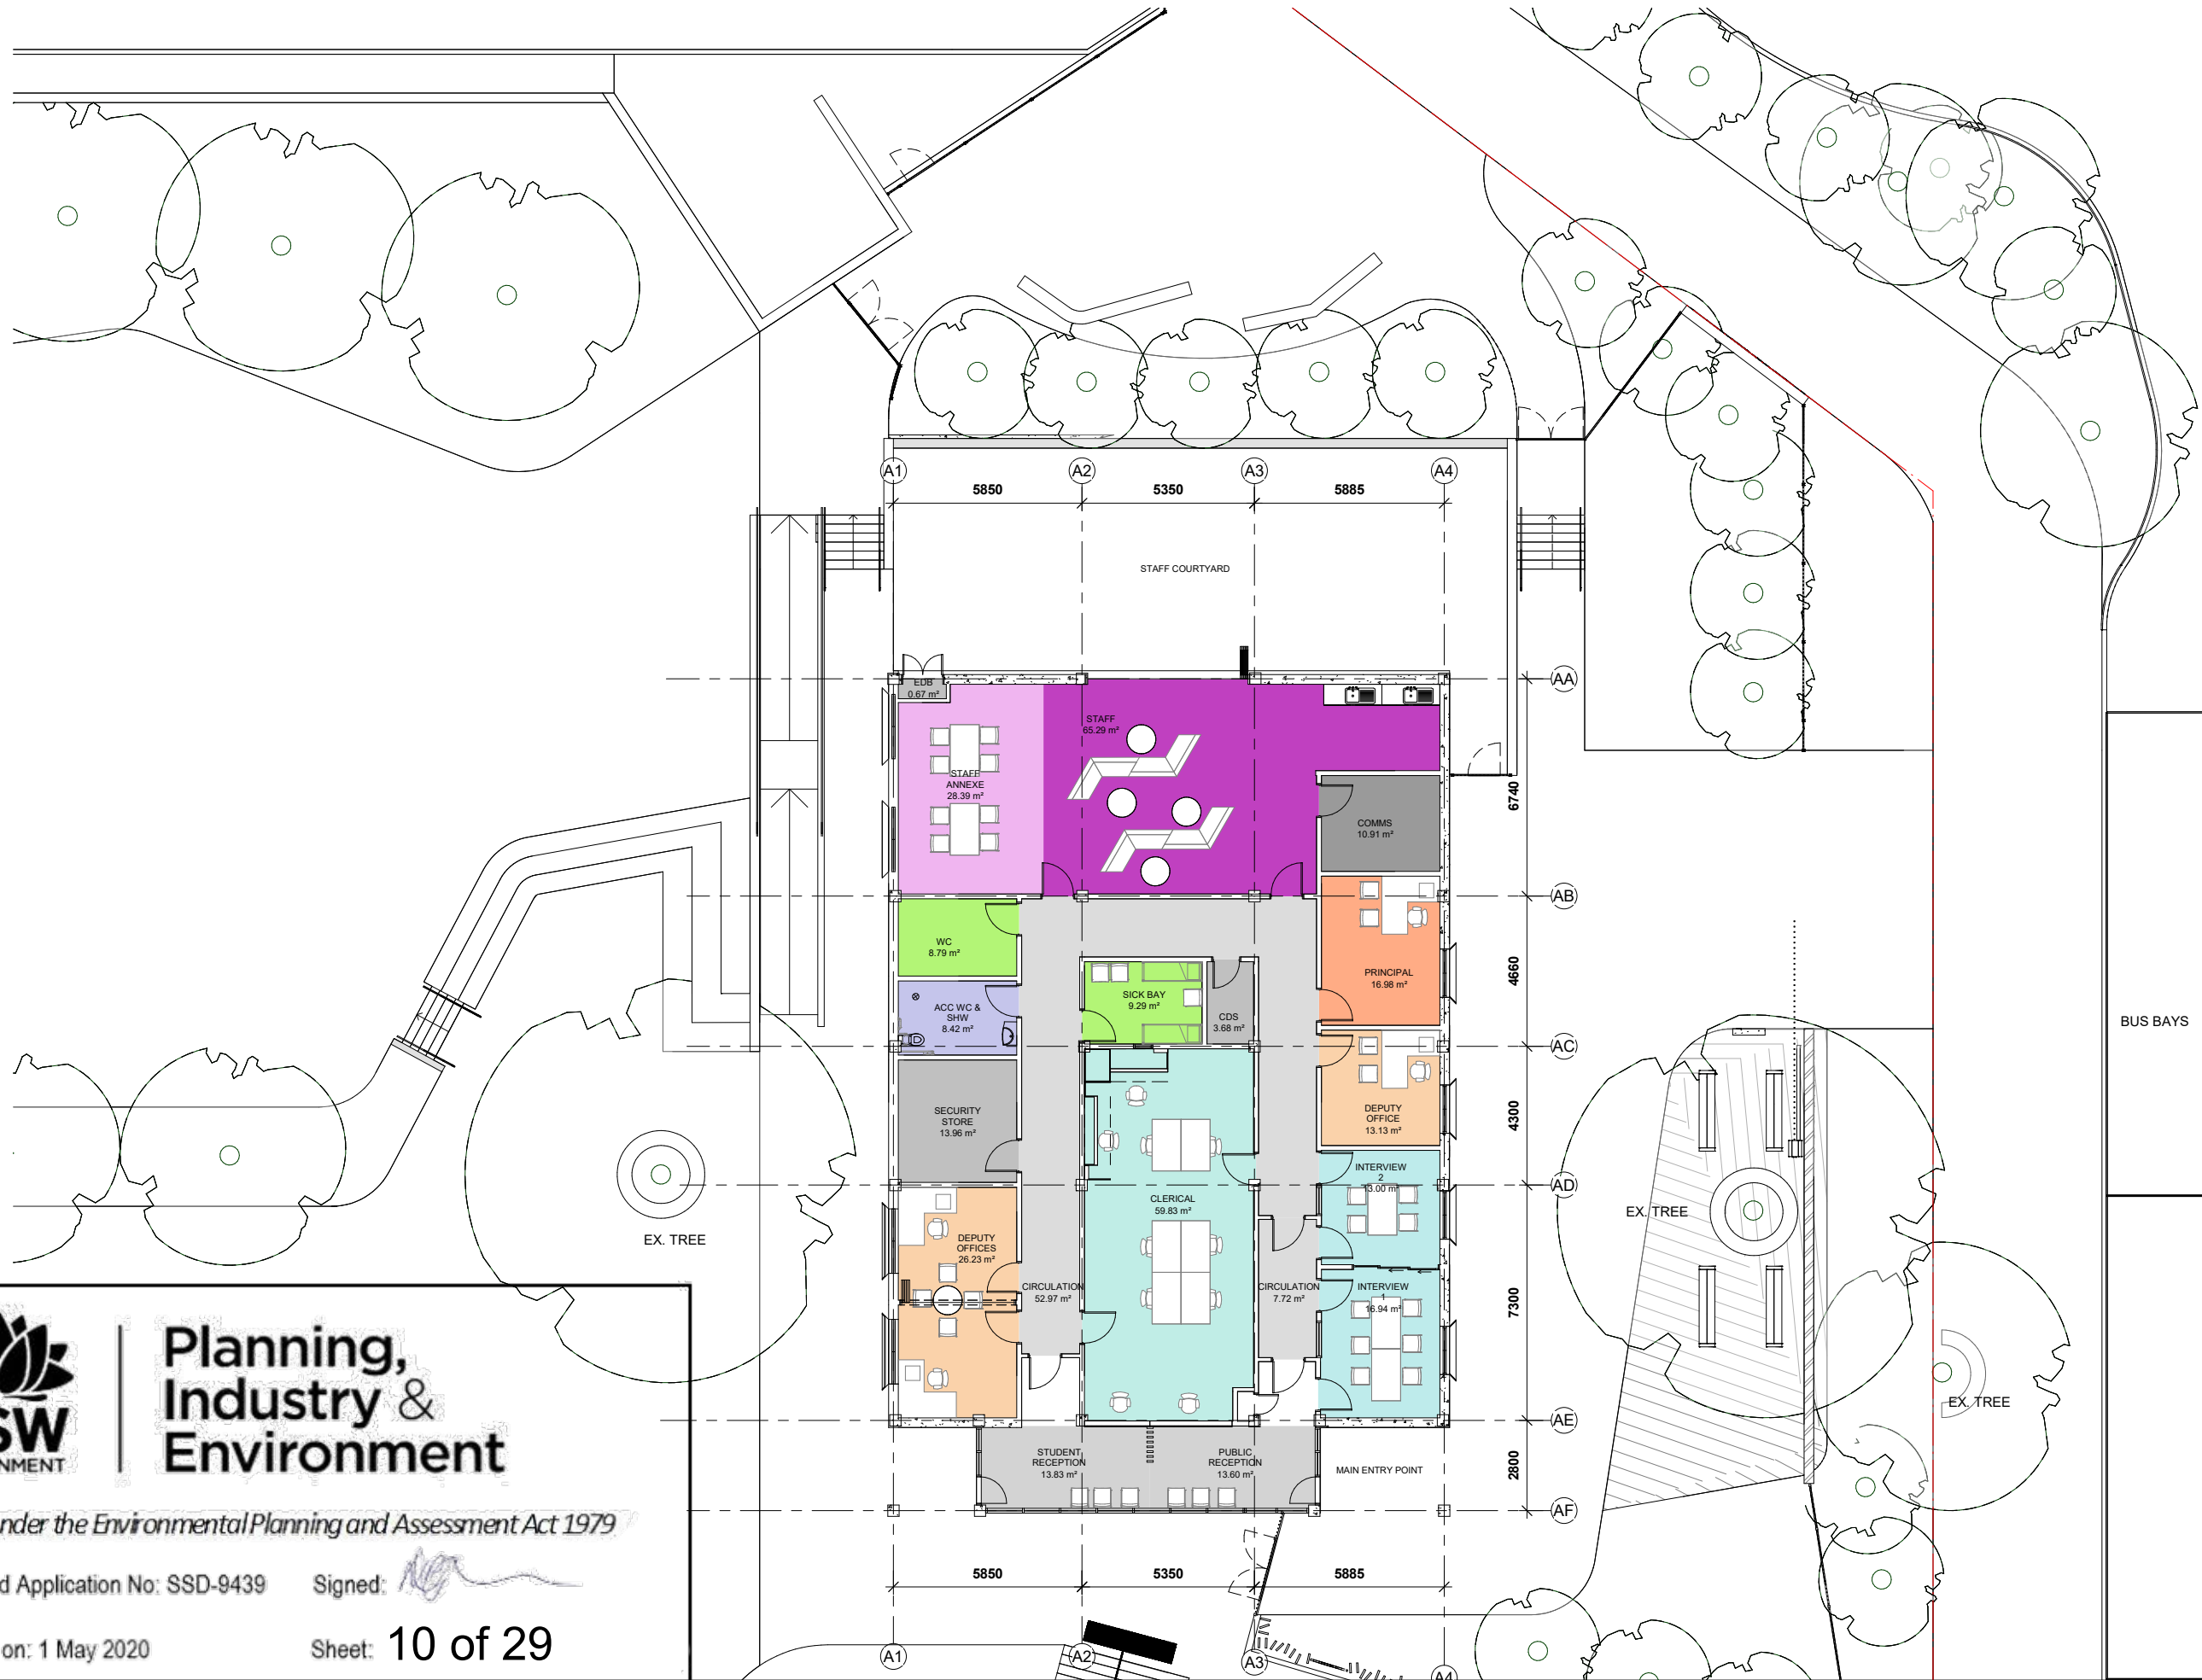 A1
A2
A3
A4
5850
5350
5885
STAFF COURTYARD
EDB
0.67 m²
AA
STAFF
65.29 m²
STAFF
ANNEXE
28.39 m²
6740
COMMS
10.91 m²
AB
WC
8.79 m²
4660
PRINCIPAL
16.98 m²
SICK BAY
9.29 m²
ACC WC &
SHW
8.42 m²
CDS
3.68 m²
BUS BAYS
AC
SECURITY
STORE
13.96 m²
DEPUTY
OFFICE
13.13 m²
4300
INTERVIEW
2
13.00 m²
AD
CLERICAL
59.83 m²
EX. TREE
EX. TREE
DEPUTY
OFFICES
26.23 m²
CIRCULATION
52.97 m²
CIRCULATION
7.72 m²
INTERVIEW
1
16.94 m²
7300
EX. TREE
AE
STUDENT
RECEPTION
13.83 m²
PUBLIC
RECEPTION
13.60 m²
MAIN ENTRY POINT
2800
AF
5850
5350
5885
A1
A2
A3
A4
SW
NMENT
Planning,
Industry &
Environment
nder the Environmental Planning and Assessment Act 1979
d Application No: SSD-9439
Signed:
on: 1 May 2020
Sheet: 10 of 29